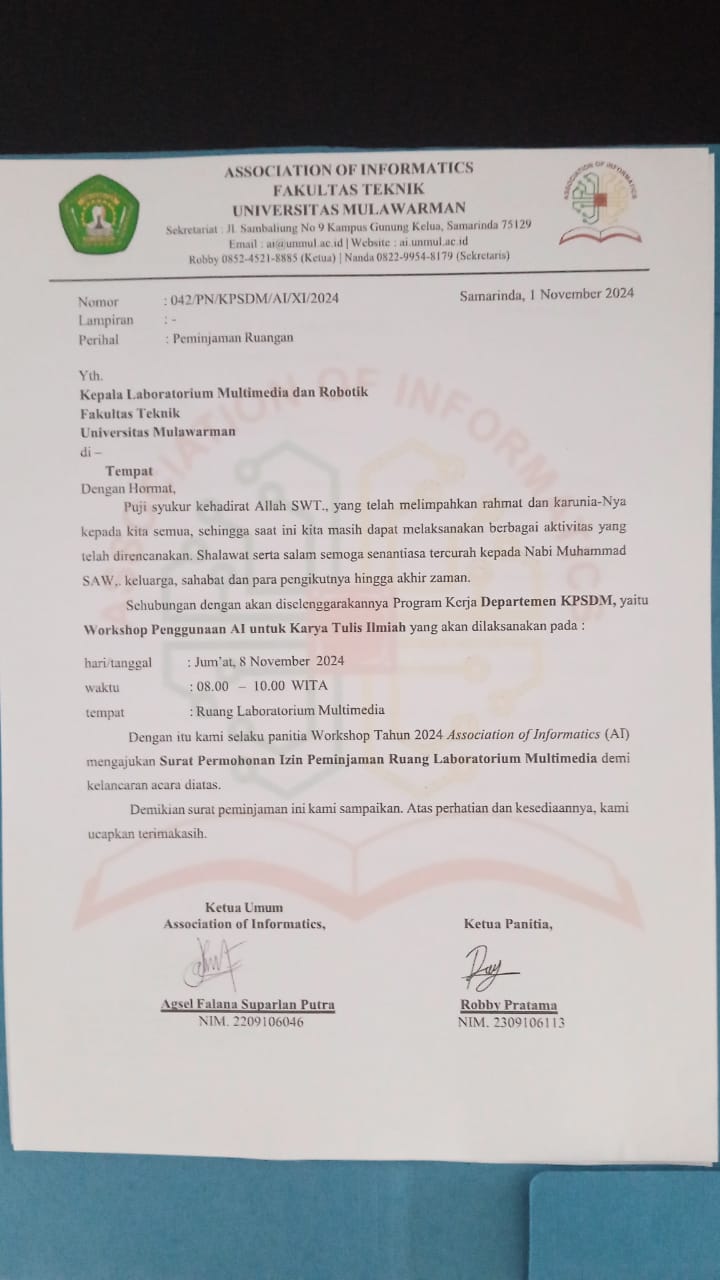 ASSOCIATION OF INFORMATICS
FAKULTAS TEKNIK
UNIVERSITAS MULAWARMAN
Sekretariat : Jl. Sambaliung No 9 Kampus Gunung Kelua, Samarinda 75129
Email : ai@unmul.ac.id | Website : ai.unmul.ac.id
Robby 0852-4521-8885 (Ketua) | Nanda 0822-9954-8179 (Sekretaris)
ASSOCIATION OF INFORMATICS
Nomor : 042/PN/KPSDM/AI/XI/2024 Samarinda, 1 November 2024
Lampiran : -
Perihal : Peminjaman Ruangan
Yth.
Kepala Laboratorium Multimedia dan Robotik
Fakultas Teknik
Universitas Mulawarman
di –
Tempat
Dengan Hormat,
Puji syukur kehadirat Allah SWT., yang telah melimpahkan rahmat dan karunia-Nya
kepada kita semua, sehingga saat ini kita masih dapat melaksanakan berbagai aktivitas yang
telah direncanakan. Shalawat serta salam semoga senantiasa tercurah kepada Nabi Muhammad
SAW,. keluarga, sahabat dan para pengikutnya hingga akhir zaman.
Sehubungan dengan akan diselenggarakannya Program Kerja Departemen KPSDM, yaitu
Workshop Penggunaan AI untuk Karya Tulis Ilmiah yang akan dilaksanakan pada :
hari/tanggal : Jum'at, 8 November 2024
waktu : 08.00 – 10.00 WITA
tempat : Ruang Laboratorium Multimedia
Dengan itu kami selaku panitia Workshop Tahun 2024 Association of Informatics (AI)
mengajukan Surat Permohonan Izin Peminjaman Ruang Laboratorium Multimedia demi
kelancaran acara diatas.
Demikian surat peminjaman ini kami sampaikan. Atas perhatian dan kesediaannya, kami
ucapkan terimakasih.
ASSOCIATION OF INFORMATICS
Ketua Umum
Association of Informatics, Ketua Panitia,
Agsel Falana Suparlan Putra Robby Pratama
NIM. 2209106046 NIM. 2309106113